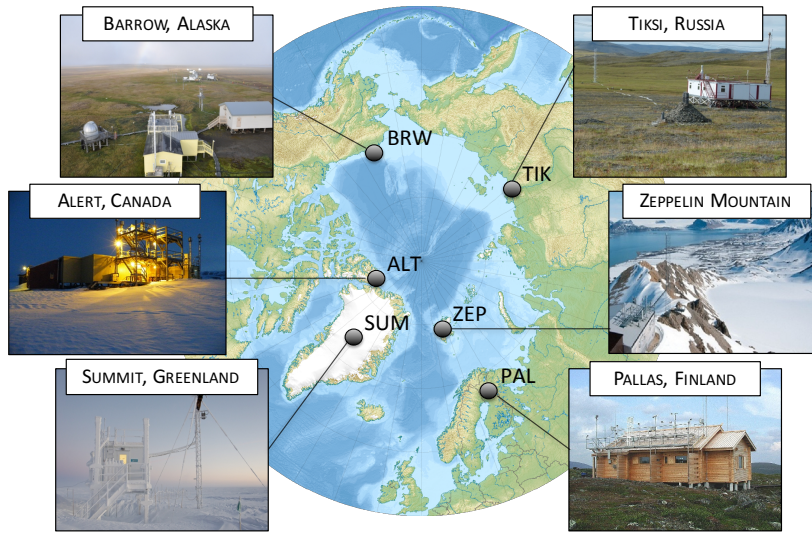 BARROW, ALASKA
TIKSI, RUSSIA
BRW
TIK
ALERT, CANADA
ZEPPELIN MOUNTAIN
ALT
ZEP
SUM
SUMMIT, GREENLAND
PAL
PALLAS, FINLAND